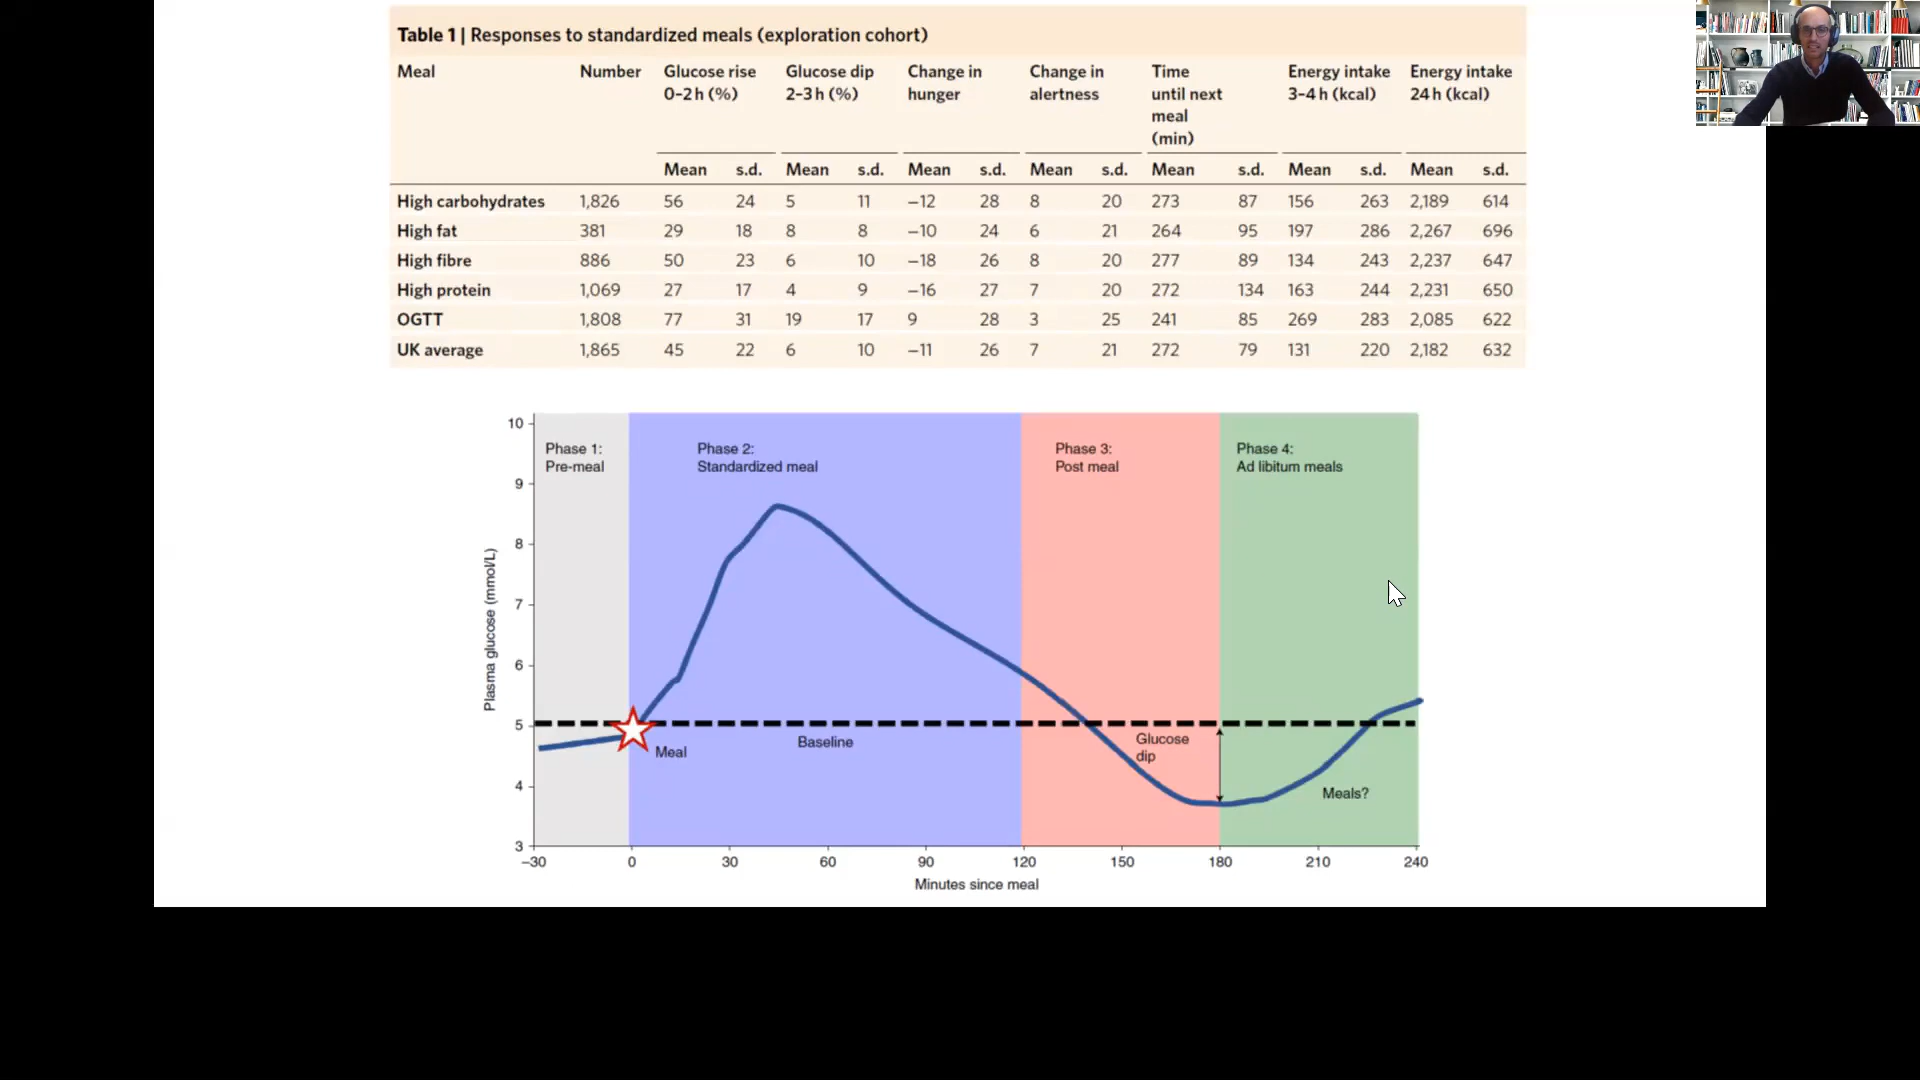 Table 1 | Responses to standardized meals (exploration cohort)
Meal Number Glucose rise 0–2 h (%) Glucose dip 2–3 h (%) Change in hunger Change in alertness Time until next meal (min) Energy intake 3–4 h (kcal) Energy intake 24 h (kcal)
Mean s.d. Mean s.d. Mean s.d. Mean s.d. Mean s.d. Mean s.d. Mean s.d.
High carbohydrates 1,826 56 24 5 11 −12 28 8 20 273 87 156 263 2,189 614
High fat 381 29 18 8 8 −10 24 6 21 264 95 197 286 2,267 696
High fibre 886 50 23 6 10 −18 26 8 20 277 89 134 243 2,237 647
High protein 1,069 27 17 4 9 −16 27 7 20 272 134 163 244 2,231 650
OGTT 1,808 77 31 19 17 9 28 3 25 241 85 269 283 2,085 622
UK average 1,865 45 22 6 10 −11 26 7 21 272 79 131 220 2,182 632
Phase 1:
Pre-meal
Phase 2:
Standardized meal
Phase 3:
Post meal
Phase 4:
Ad libitum meals
Plasma glucose (mmol/L)
10
9
8
7
6
5
4
3
Meal
Baseline
Glucose
dip
Meals?
−30 0 30 60 90 120 150 180 210 240
Minutes since meal